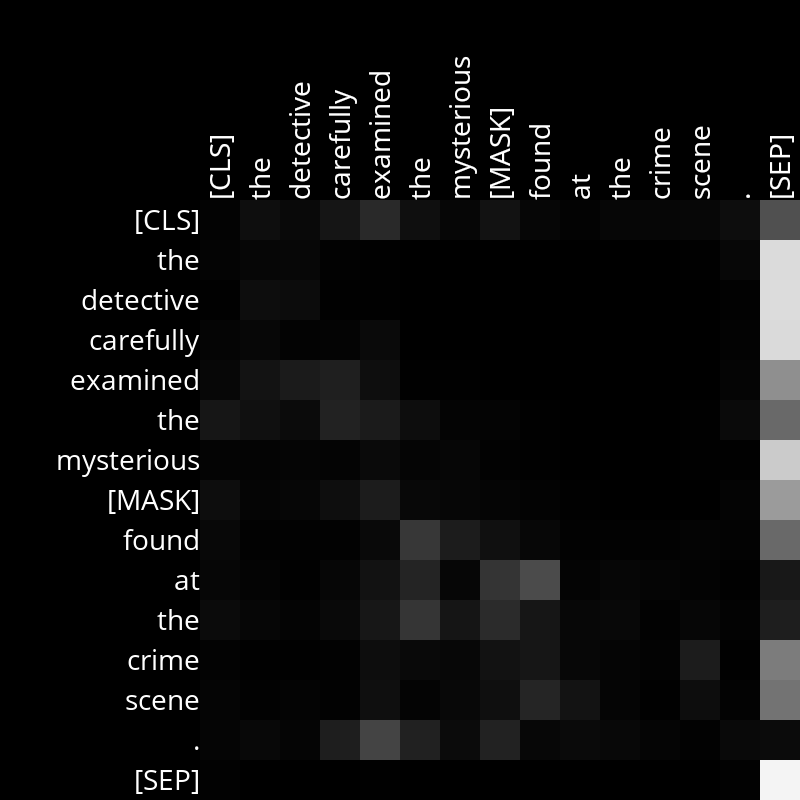 [CLS] the detective carefully examined the mysterious [MASK] found at the crime scene . [SEP]
[CLS]
the
detective
carefully
examined
the
mysterious
[MASK]
found
at
the
crime
scene
.
[SEP]